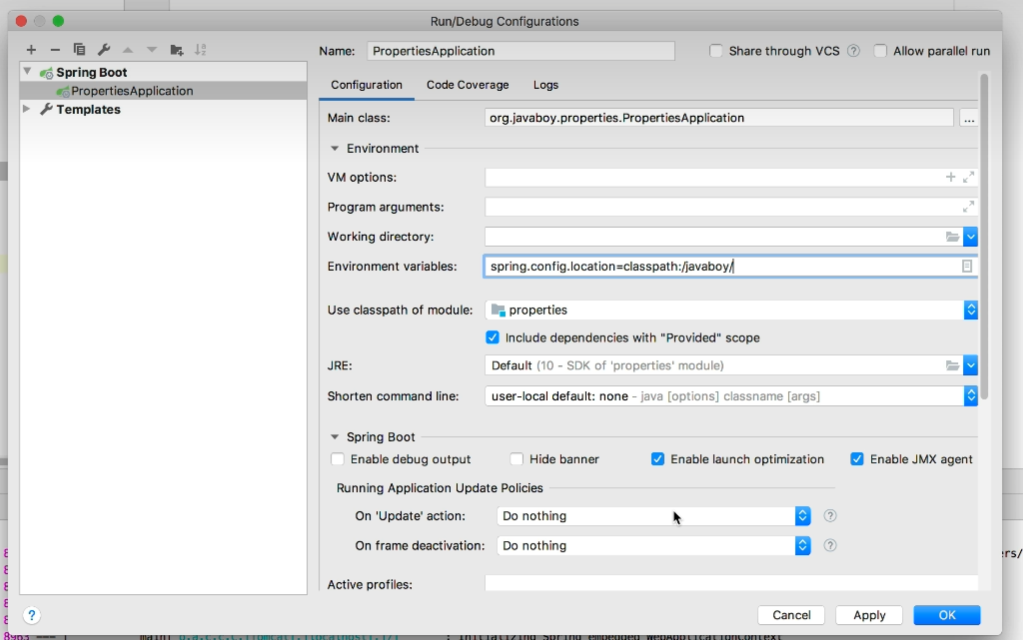 Run/Debug Configurations
Name: PropertiesApplication Share through VCS ? Allow parallel run
Spring Boot
PropertiesApplication
Templates
Configuration Code Coverage Logs
Main class: org.javaboy.properties.PropertiesApplication ...
Environment
VM options:
Program arguments:
Working directory:
Environment variables: spring.config.location=classpath:/javaboy/
Use classpath of module: properties
Include dependencies with "Provided" scope
JRE: Default (10 - SDK of 'properties' module)
Shorten command line: user-local default: none - java [options] classname [args]
Spring Boot
Enable debug output Hide banner Enable launch optimization Enable JMX agent
Running Application Update Policies
On 'Update' action: Do nothing ?
On frame deactivation: Do nothing ?
Active profiles:
? Cancel Apply OK
ers/